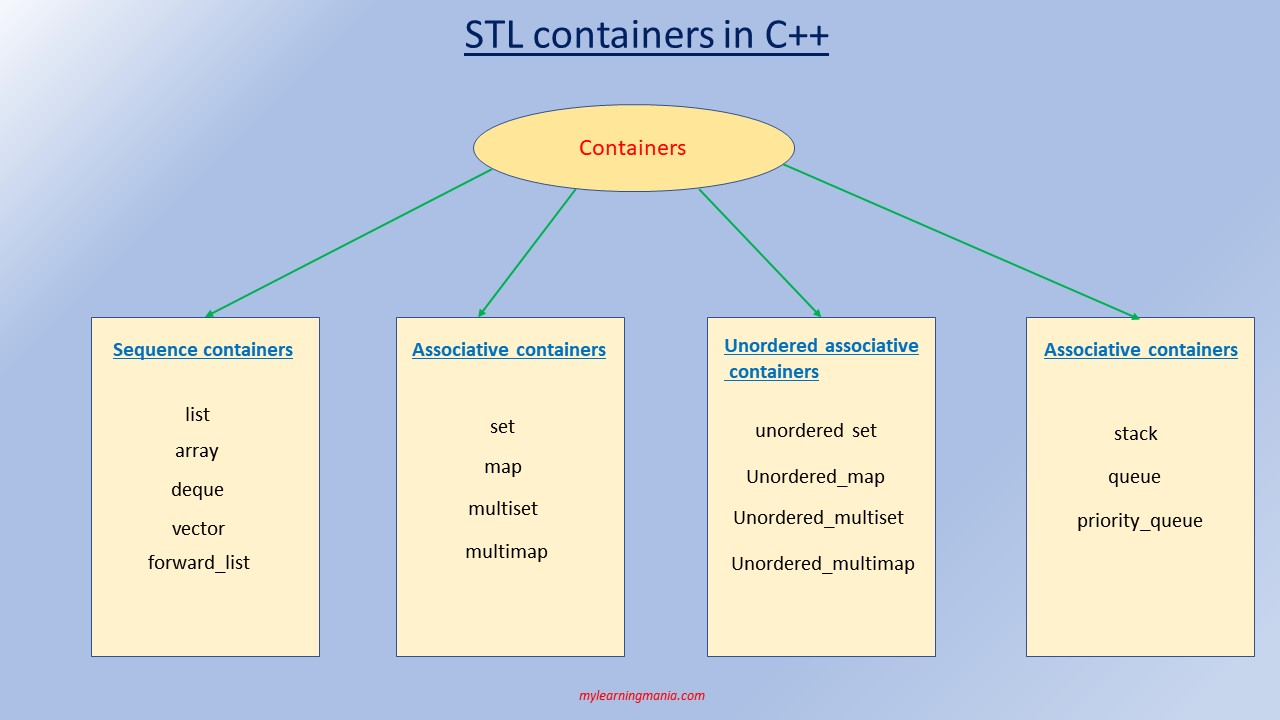 STL containers in C++
Containers
Sequence containers
list
array
deque
vector
forward_list
Associative containers
set
map
multiset
multimap
Unordered associative
containers
unordered set
Unordered_map
Unordered_multiset
Unordered_multimap
Associative containers
stack
queue
priority_queue
mylearningmania.com